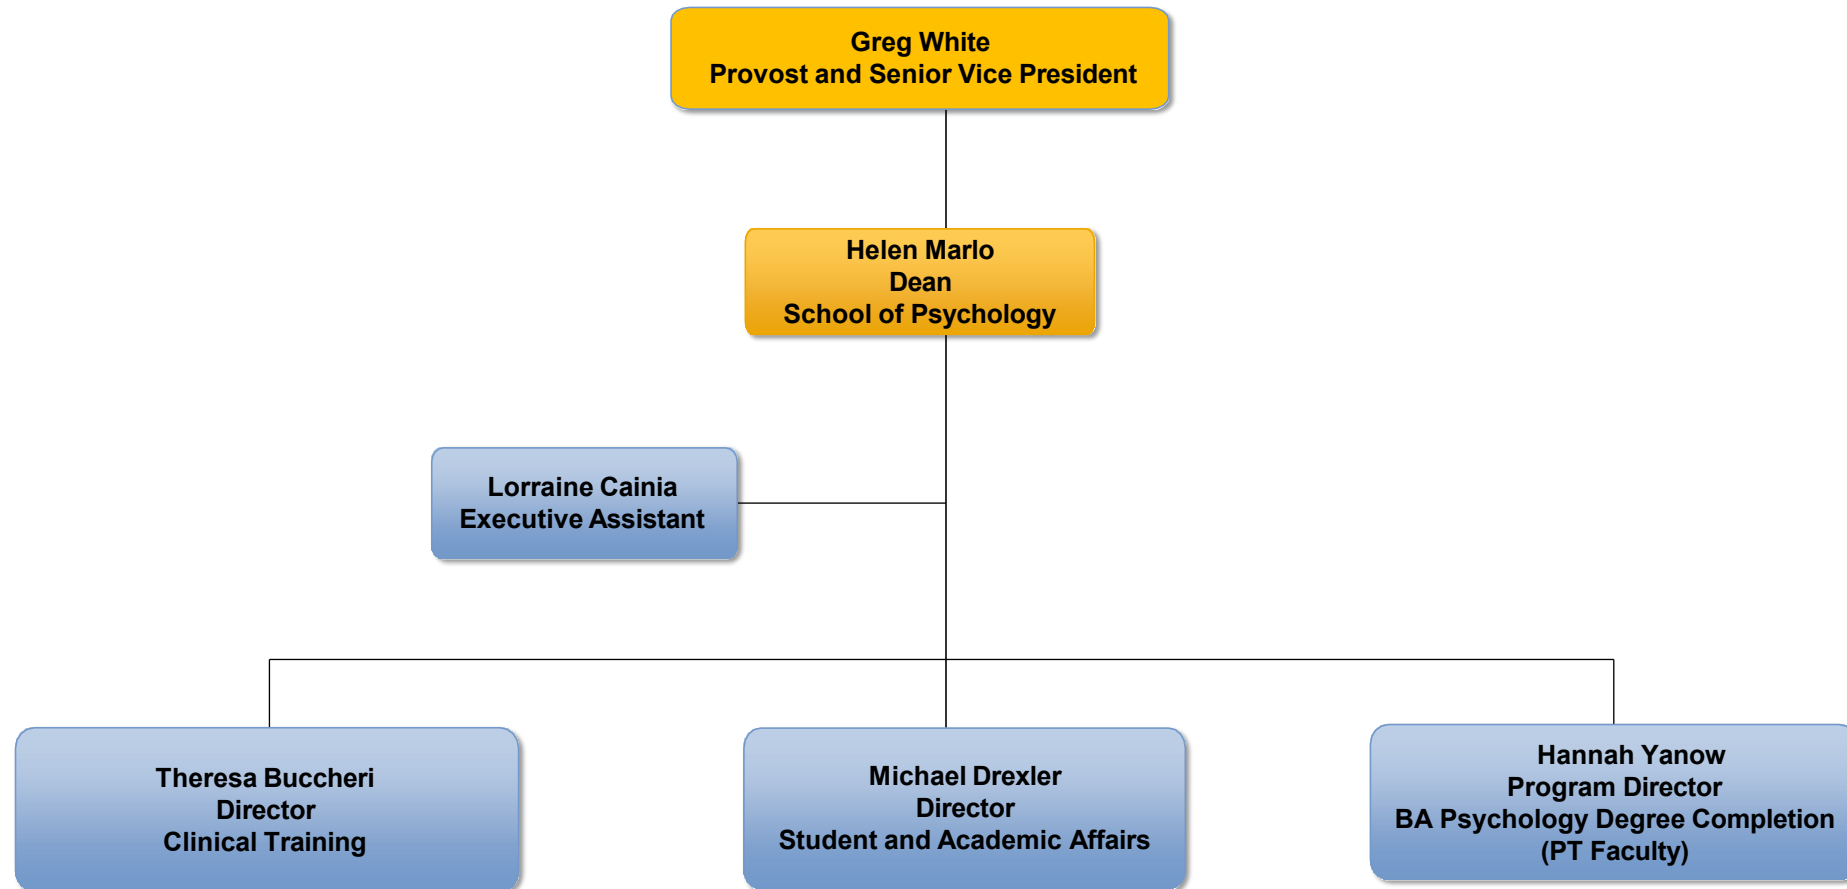 Greg White
Provost and Senior Vice President
Helen Marlo
Dean
School of Psychology
Lorraine Cainia
Executive Assistant
Theresa Buccheri
Director
Clinical Training
Michael Drexler
Director
Student and Academic Affairs
Hannah Yanow
Program Director
BA Psychology Degree Completion
(PT Faculty)